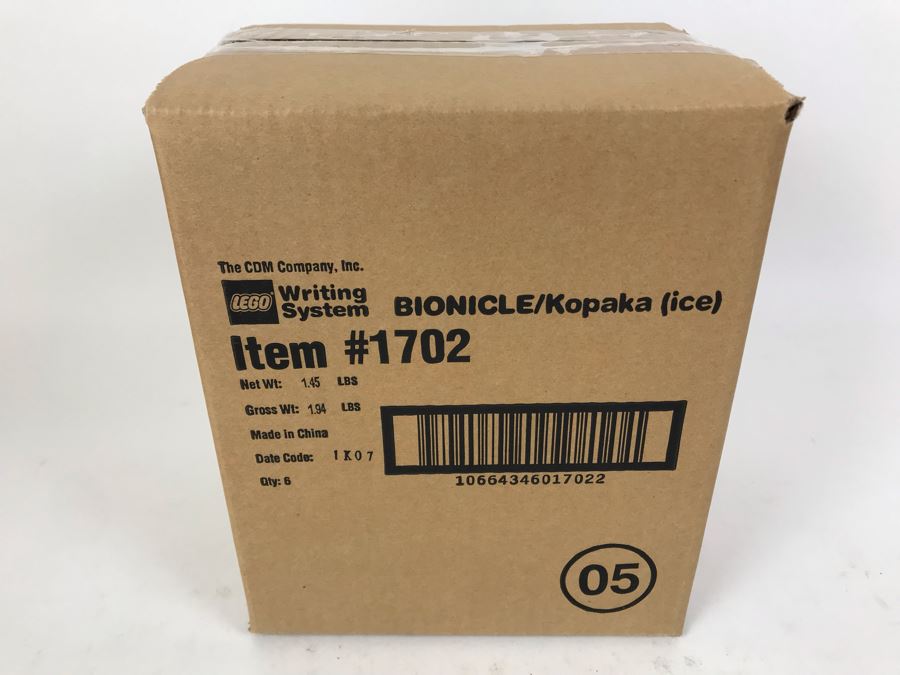 The CDM Company, Inc.
LEGO Writing System BIONICLE/Kopaka (ice)
Item #1702
Net Wt: 1.45 LBS
Gross Wt: 1.94 LBS
Made in China
Date Code: 1K07
Qty: 6
10664346017022
05